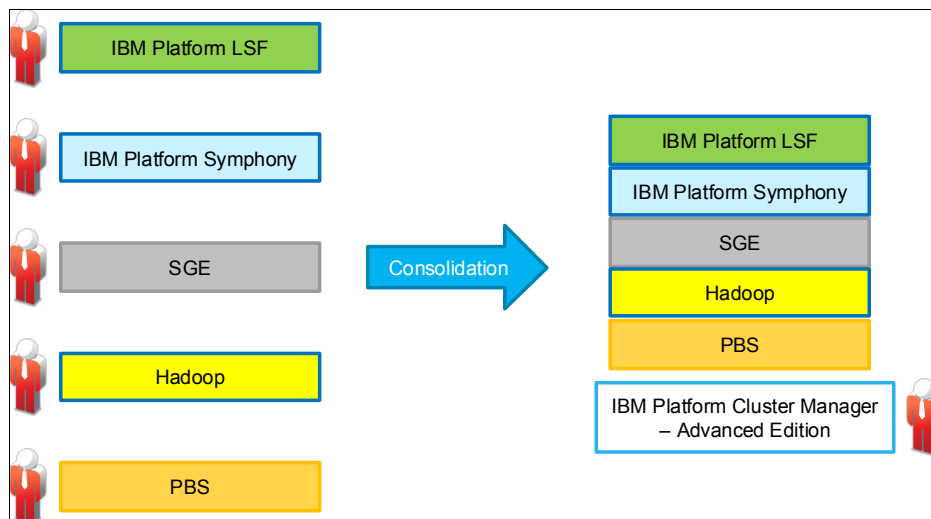 IBM Platform LSF
IBM Platform Symphony
SGE
Hadoop
PBS
Consolidation
IBM Platform LSF
IBM Platform Symphony
SGE
Hadoop
PBS
IBM Platform Cluster Manager
– Advanced Edition